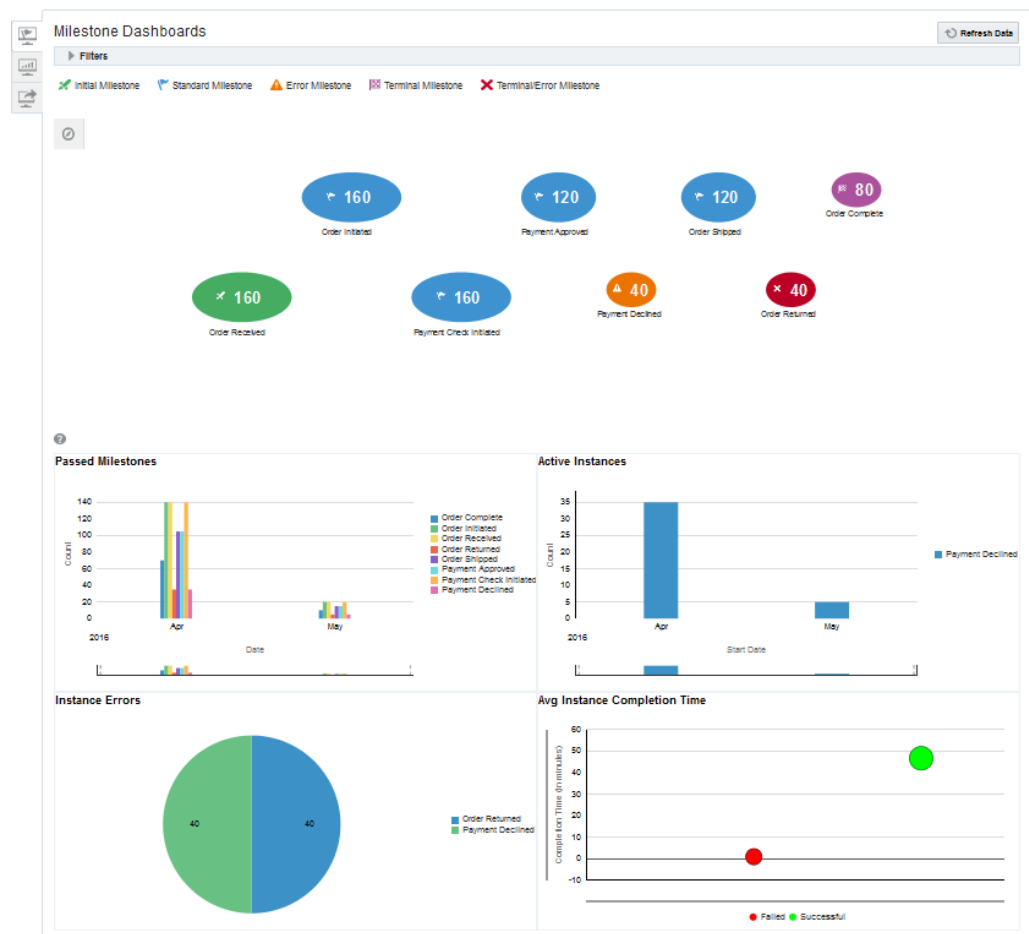 Milestone Dashboards
Refresh Data
Filters
Initial Milestone Standard Milestone Error Milestone Terminal Milestone Terminal/Error Milestone
160 120 120 80
Order Initiated Payment Approved Order Shipped Order Complete
160 160 40 40
Order Received Payment Check Initiated Payment Declined Order Returned
?
Passed Milestones
140
120
100
80
60
40
20
0
Count
Apr May
2016
Date
Order Complete
Order Initiated
Order Received
Order Returned
Order Shipped
Payment Approved
Payment Check Initiated
Payment Declined
Active Instances
35
30
25
20
15
10
5
0
Count
Apr May
2016
Start Date
Payment Declined
Instance Errors
40 40
Order Returned
Payment Declined
Avg Instance Completion Time
60
50
40
30
20
10
0
-10
Completion Time (In minutes)
Failed Successful